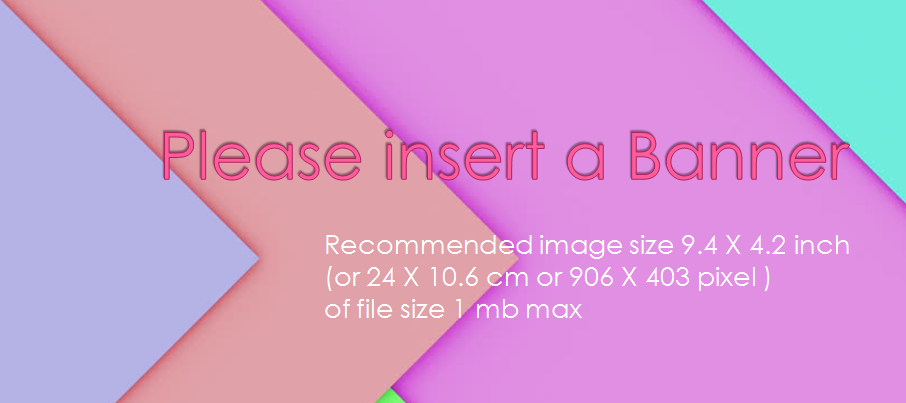 Please insert a Banner
Recommended image size 9.4 X 4.2 inch
(or 24 X 10.6 cm or 906 X 403 pixel )
of file size 1 mb max